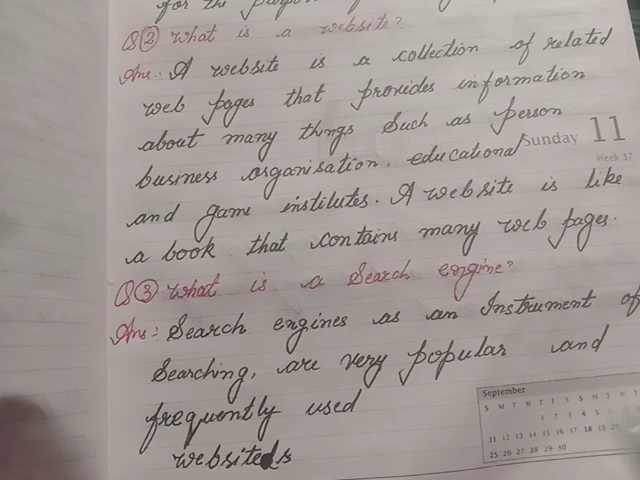 for the
Q② What is a website?
Ans:- A website is a collection of related
web pages that provides information
about many things Such as person
Sunday 11
Week 37
business organisation, educational
and game institutes. A website is like
a book that contains many web pages.
Q③ What is a Search engine?
Ans:- Search engines as an Instrument of
Searching, are very popular and
frequently used
websites
September
S M T W T F S S M T W T
1 2 3 4 5
11 12 13 14 15 16 17 18 19 20
25 26 27 28 29 30